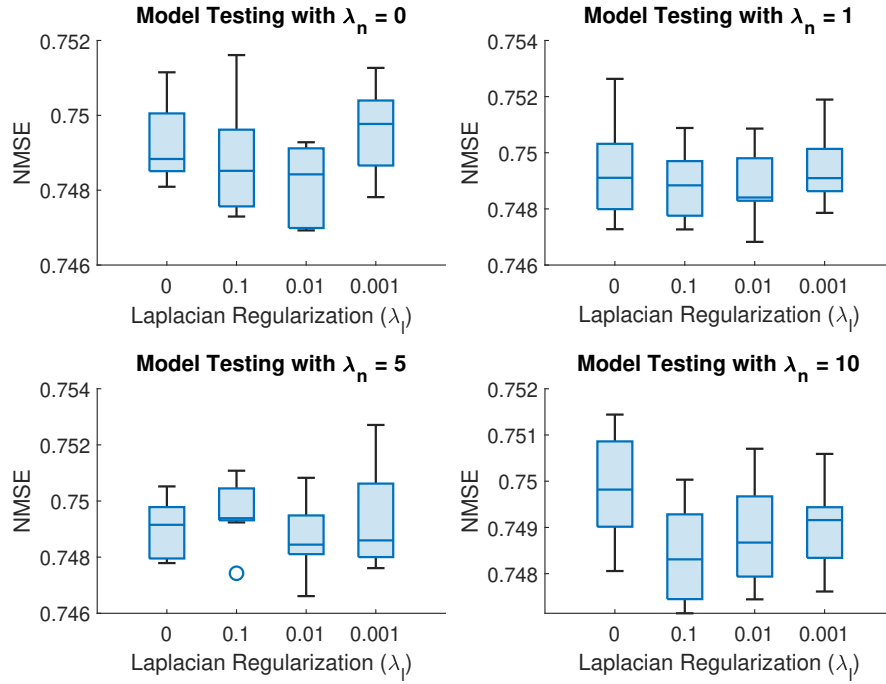 Model Testing with λn = 0
0.752
0.75
0.748
0.746
NMSE
0 0.1 0.01 0.001
Laplacian Regularization (λl)
Model Testing with λn = 1
0.754
0.752
0.75
0.748
0.746
NMSE
0 0.1 0.01 0.001
Laplacian Regularization (λl)
Model Testing with λn = 5
0.754
0.752
0.75
0.748
0.746
NMSE
0 0.1 0.01 0.001
Laplacian Regularization (λl)
Model Testing with λn = 10
0.752
0.751
0.75
0.749
0.748
NMSE
0 0.1 0.01 0.001
Laplacian Regularization (λl)